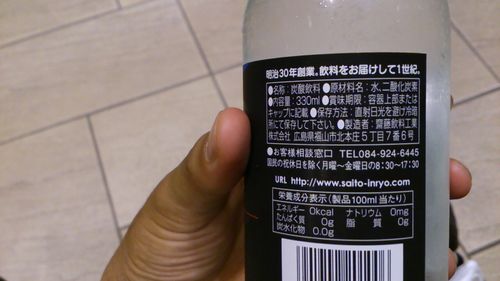 明治30年創業。飲料をお届けして1世紀。
●名称：炭酸飲料●原材料名：水、二酸化炭素
●内容量：330ml●賞味期限：容器上部または
キャップに記載●保存方法：直射日光を避け冷暗
所にて保存して下さい。●製造者：齋藤飲料工業
株式会社 広島県福山市北本庄5丁目7番6号
●お客様相談窓口 TEL084-924-6445
国民の祝休日を除く月曜～金曜日の8:30～17:30
URL http://www.saito-inryo.com
栄養成分表示（製品100ml当たり）
エネルギー 0kcal ナトリウム 0mg
たんぱく質 0g 脂質 0g
炭水化物 0.0g